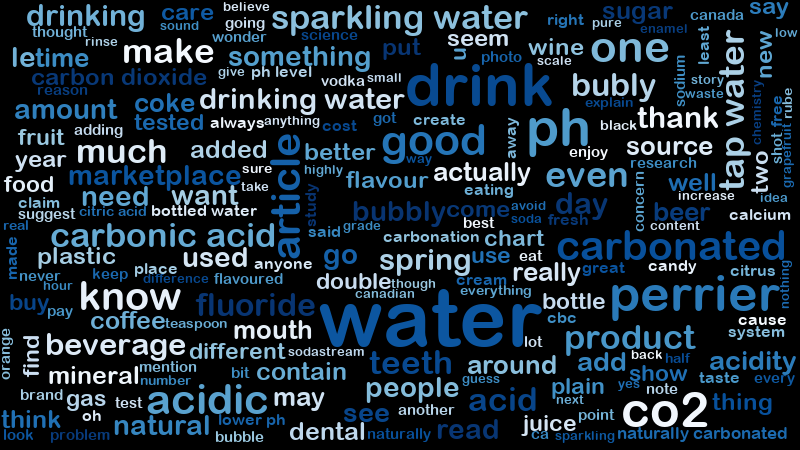 drinking care believe going sparkling water right pure sugar canada say
thought sound wonder science seem wine scale one enamel least new low
rinse make something put u photo
letime
carbon dioxide give ph level vodka small drink bubly sodium story waste tap water
reason drinking water explain chemistry rube
amount coke got create ph black thank shot free
tested always anything cost good away
fruit adding article way enjoy source two grapefruit
year much added better actually research
food marketplace sure highly flavour even well idea
claim need want take study eating concern increase
suggest citric acid bottled water bubbly come avoid day beer calcium
real soda fresh content
carbonic acid said grade best carbonated
made plastic used anyone go carbonation chart
never keep place spring use eat really great candy citrus nothing
hour difference flavoured double though cream
buy know fluoride canadian everything bottle perrier
pay coffee teaspoon mouth water cbc cause
orange find beverage different sodastream lot product system
mineral mention bit contain teeth around add back half acidity
number guess show taste every
brand gas test acidic may people plain yes note
oh another acid next co2 thing
think natural lower ph see juice point
look problem bubble dental naturally read ca sparkling naturally carbonated